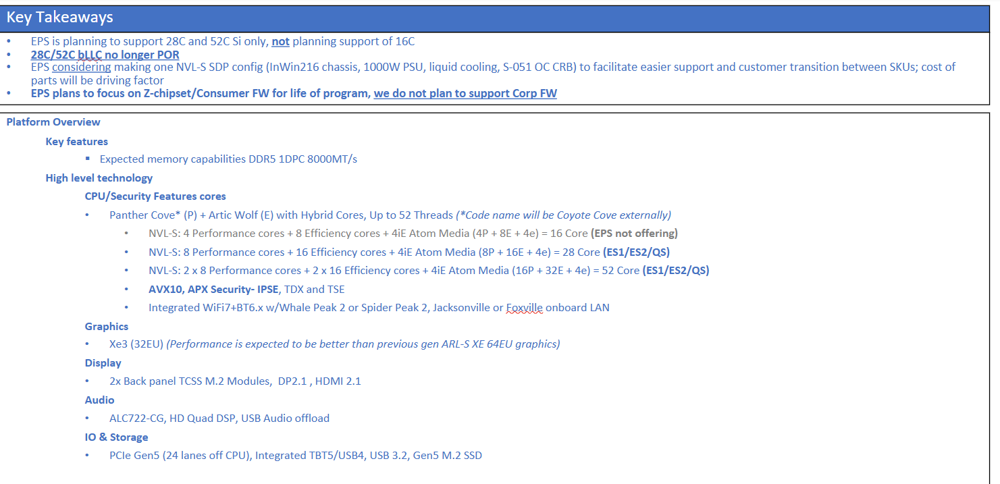 Key Takeaways
• EPS is planning to support 28C and 52C Si only, not planning support of 16C
• 28C/52C bLLC no longer POR
• EPS considering making one NVL-S SDP config (InWin216 chassis, 1000W PSU, liquid cooling, S-051 OC CRB) to facilitate easier support and customer transition between SKUs; cost of
parts will be driving factor
• EPS plans to focus on Z-chipset/Consumer FW for life of program, we do not plan to support Corp FW
Platform Overview
Key features
▪ Expected memory capabilities DDR5 1DPC 8000MT/s
High level technology
CPU/Security Features cores
• Panther Cove* (P) + Artic Wolf (E) with Hybrid Cores, Up to 52 Threads (*Code name will be Coyote Cove externally)
• NVL-S: 4 Performance cores + 8 Efficiency cores + 4iE Atom Media (4P + 8E + 4e) = 16 Core (EPS not offering)
• NVL-S: 8 Performance cores + 16 Efficiency cores + 4iE Atom Media (8P + 16E + 4e) = 28 Core (ES1/ES2/QS)
• NVL-S: 2 x 8 Performance cores + 2 x 16 Efficiency cores + 4iE Atom Media (16P + 32E + 4e) = 52 Core (ES1/ES2/QS)
• AVX10, APX Security- IPSE, TDX and TSE
• Integrated WiFi7+BT6.x w/Whale Peak 2 or Spider Peak 2, Jacksonville or Foxville onboard LAN
Graphics
• Xe3 (32EU) (Performance is expected to be better than previous gen ARL-S XE 64EU graphics)
Display
• 2x Back panel TCSS M.2 Modules, DP2.1 , HDMI 2.1
Audio
• ALC722-CG, HD Quad DSP, USB Audio offload
IO & Storage
• PCIe Gen5 (24 lanes off CPU), Integrated TBT5/USB4, USB 3.2, Gen5 M.2 SSD